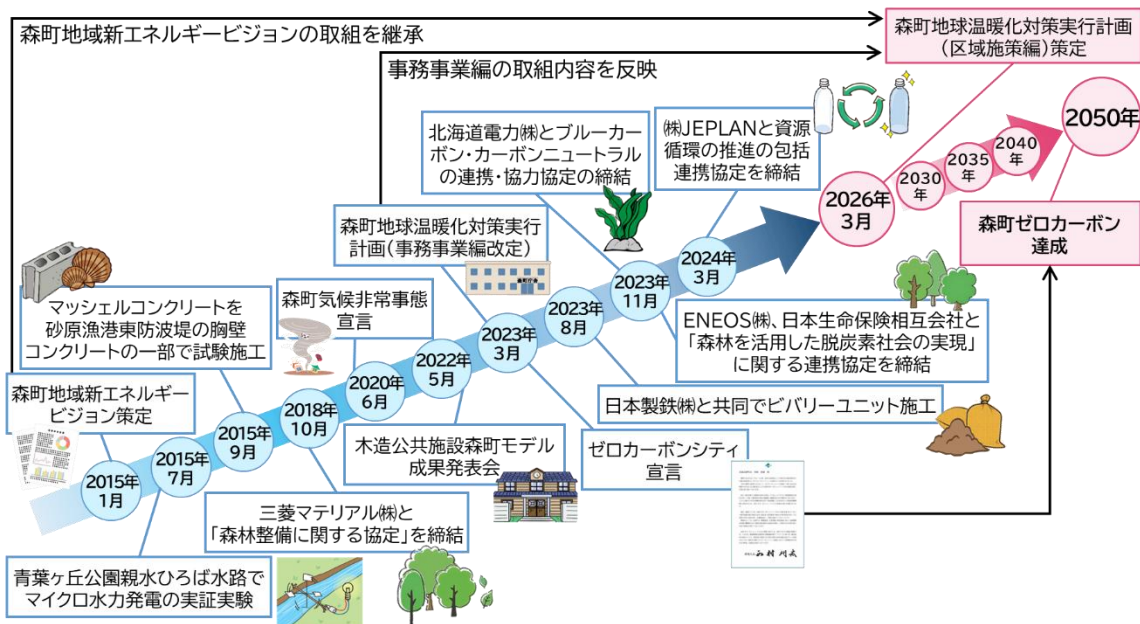 森町地域新エネルギービジョンの取組を継承
森町地球温暖化対策実行計画
(区域施策編)策定
事務事業編の取組内容を反映
北海道電力㈱とブルーカー
ボン・カーボンニュートラル
の連携・協力協定の締結
㈱JEPLANと資源
循環の推進の包括
連携協定を締結
2050年
2040
年
2035
年
2030
年
2026年
3月
森町ゼロカーボン
達成
森町地球温暖化対策実行
計画(事務事業編改定)
森町気候非常事態
宣言
マッシェルコンクリートを
砂原漁港東防波堤の胸壁
コンクリートの一部で試験施工
森町地域新エネルギー
ビジョン策定
2015年
1月
2015年
7月
2015年
9月
2018年
10月
2020年
6月
2022年
5月
2023年
3月
2023年
8月
2023年
11月
2024年
3月
ENEOS㈱、日本生命保険相互会社と
「森林を活用した脱炭素社会の実現」
に関する連携協定を締結
日本製鉄㈱と共同でビバリーユニット施工
ゼロカーボンシティ
宣言
木造公共施設森町モデル
成果発表会
三菱マテリアル㈱と
「森林整備に関する協定」を締結
青葉ヶ丘公園親水ひろば水路で
マイクロ水力発電の実証実験